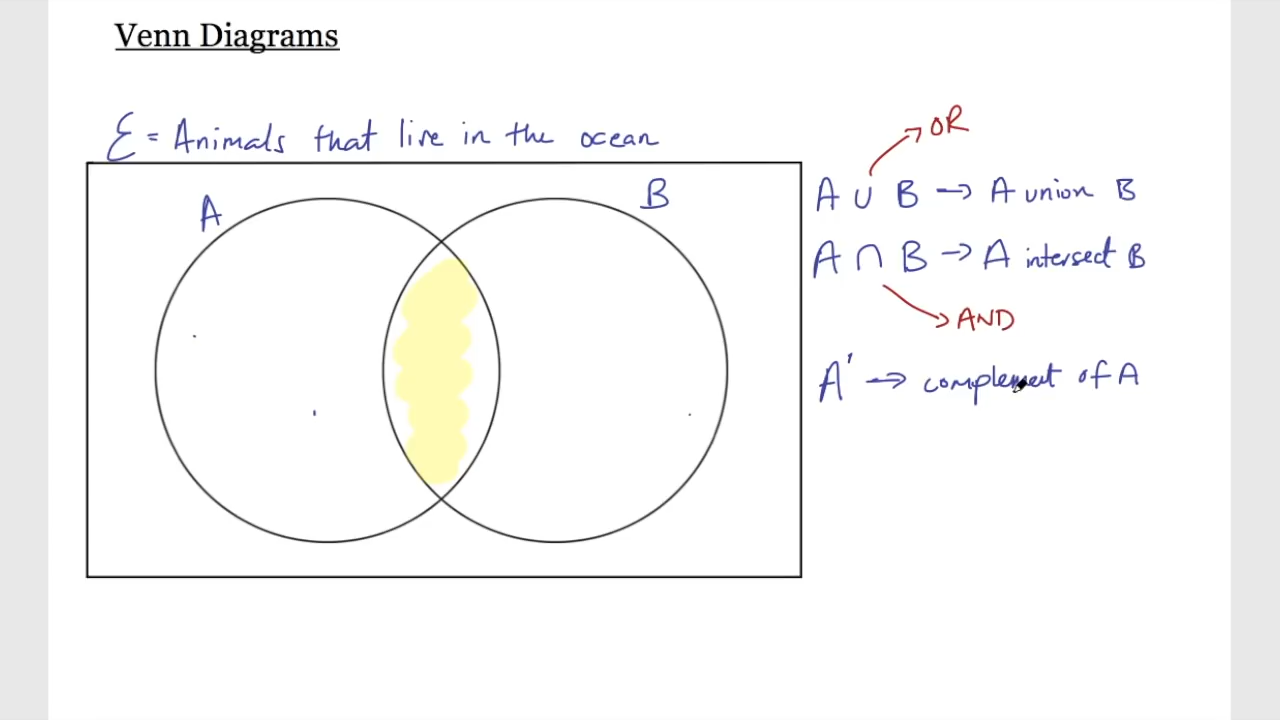 Venn Diagrams
ℰ = Animals that live in the ocean
OR
A B
A ∪ B → A union B
A ∩ B → A intersect B
AND
A' → complement of A